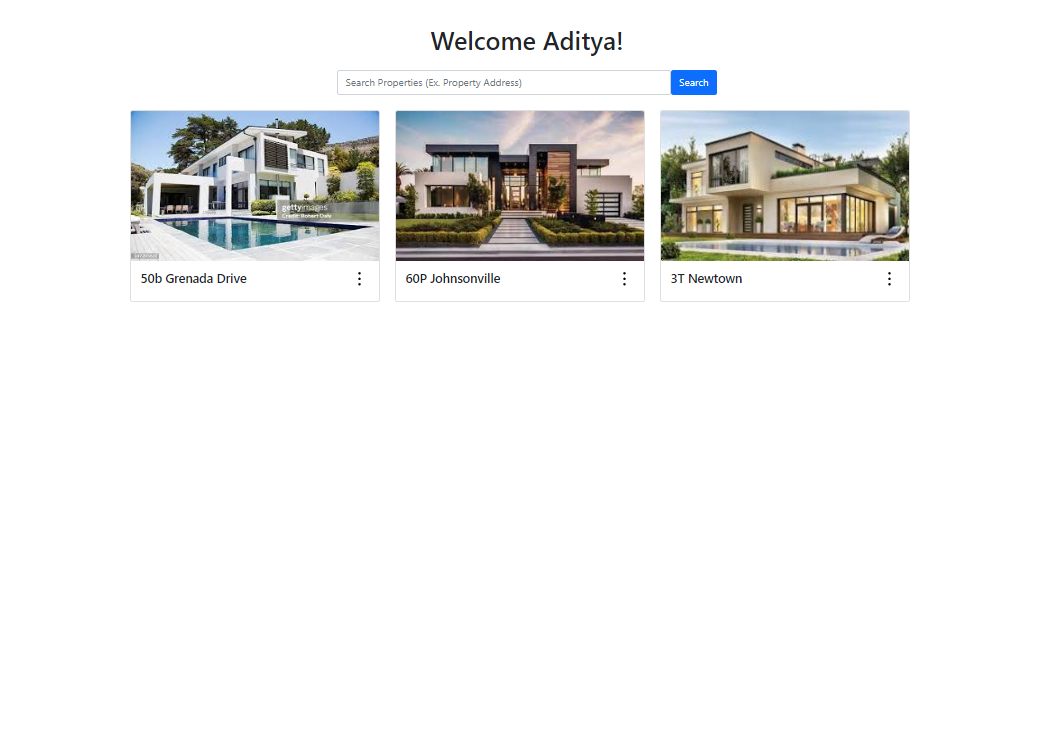 Welcome Aditya!
Search Properties (Ex. Property Address)
Search
gettyimages
Credit: Robert Daly
50b Grenada Drive
60P Johnsonville
3T Newtown